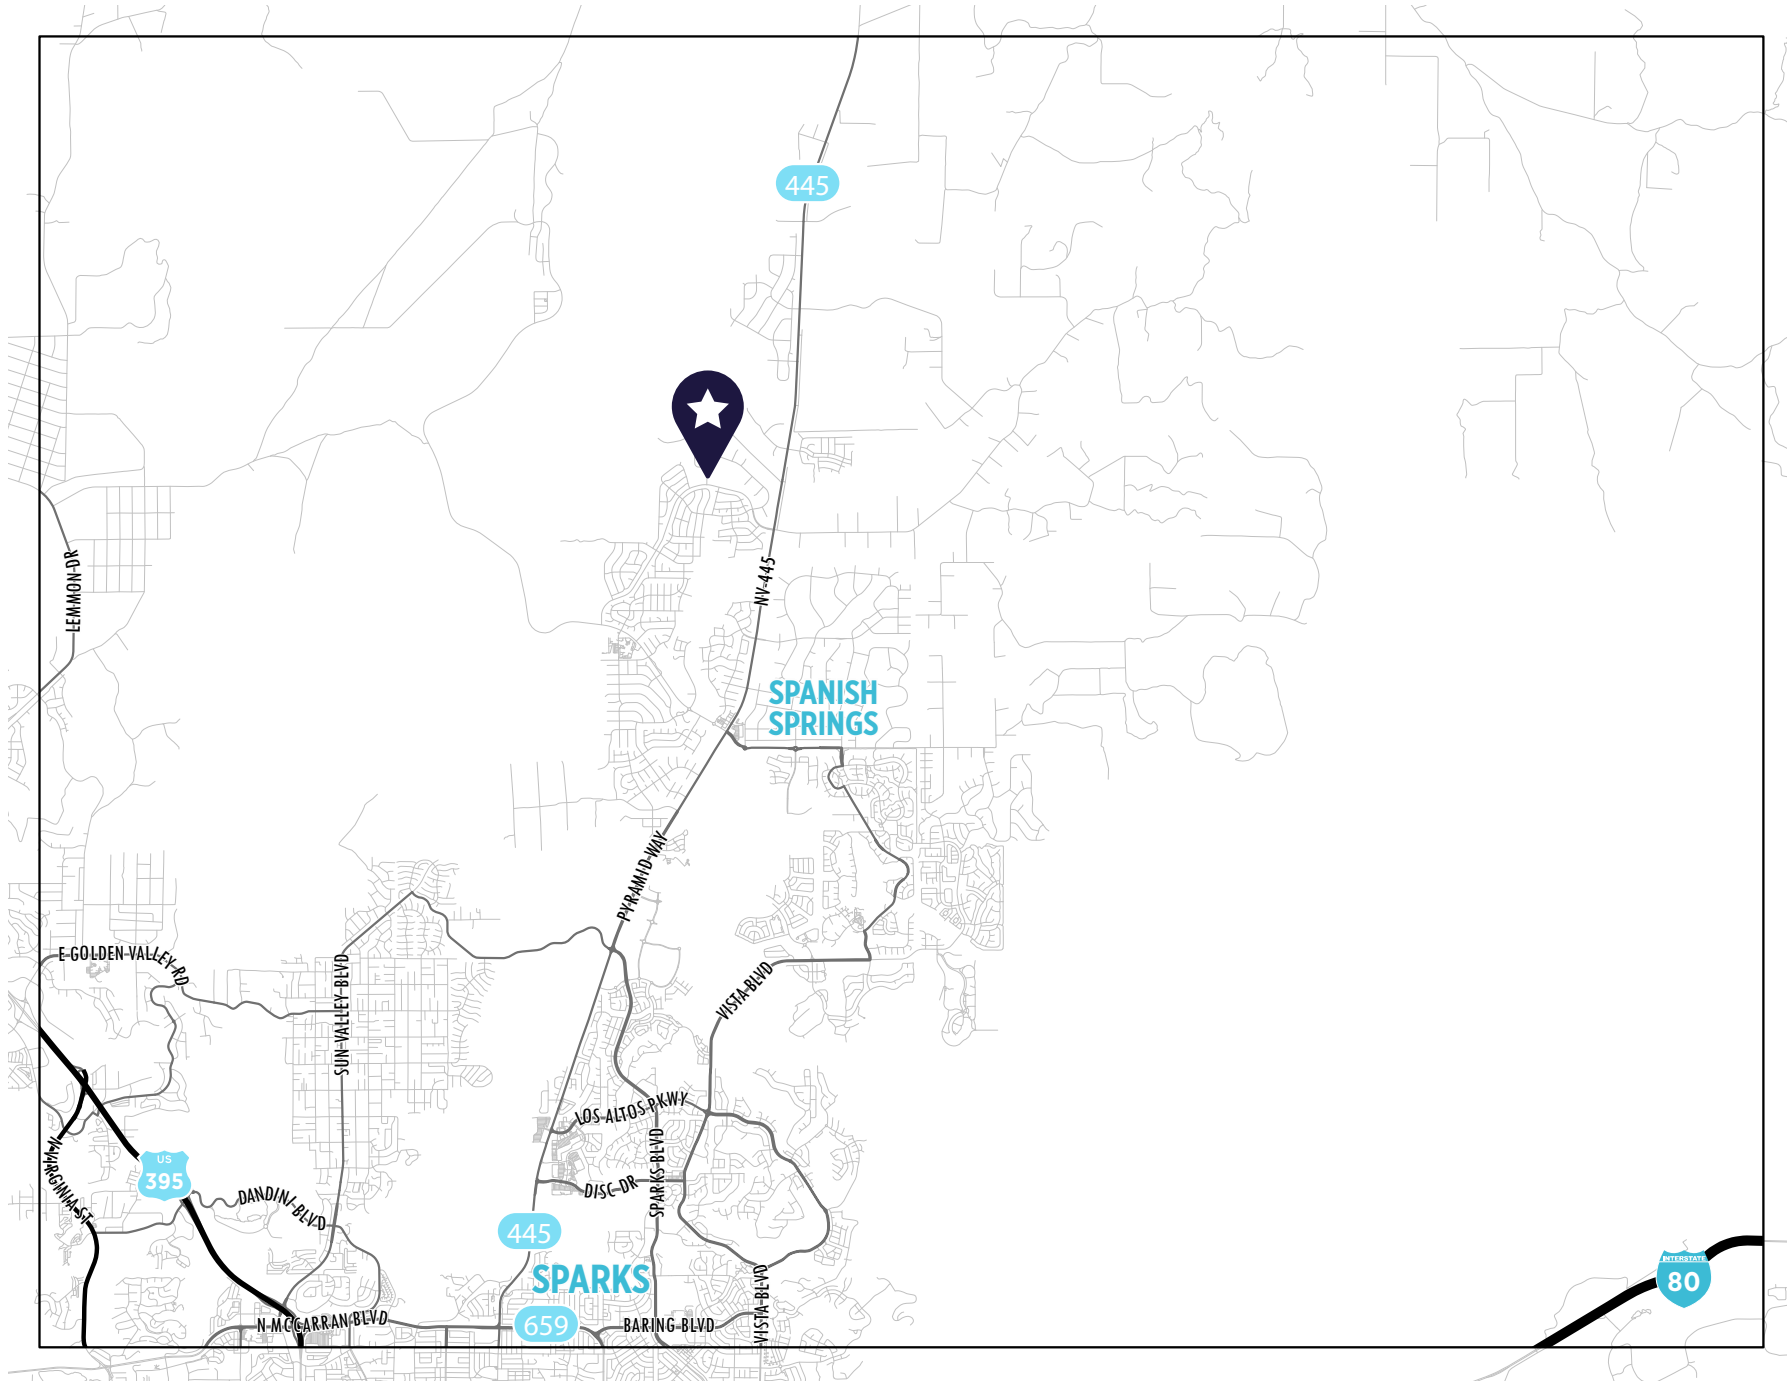 445
LEMMON DR
NV-445
SPANISH
SPRINGS
PYRAMID WAY
E GOLDEN VALLEY RD
SUN VALLEY BLVD
VISTA BLVD
LOS ALTOS PKWY
SPARKS BLVD
N VIRGINIA ST
US
395
DISC DR
DANDINI BLVD
445
SPARKS
INTERSTATE
80
N MCCARRAN BLVD
659
BARING BLVD
VISTA BLVD